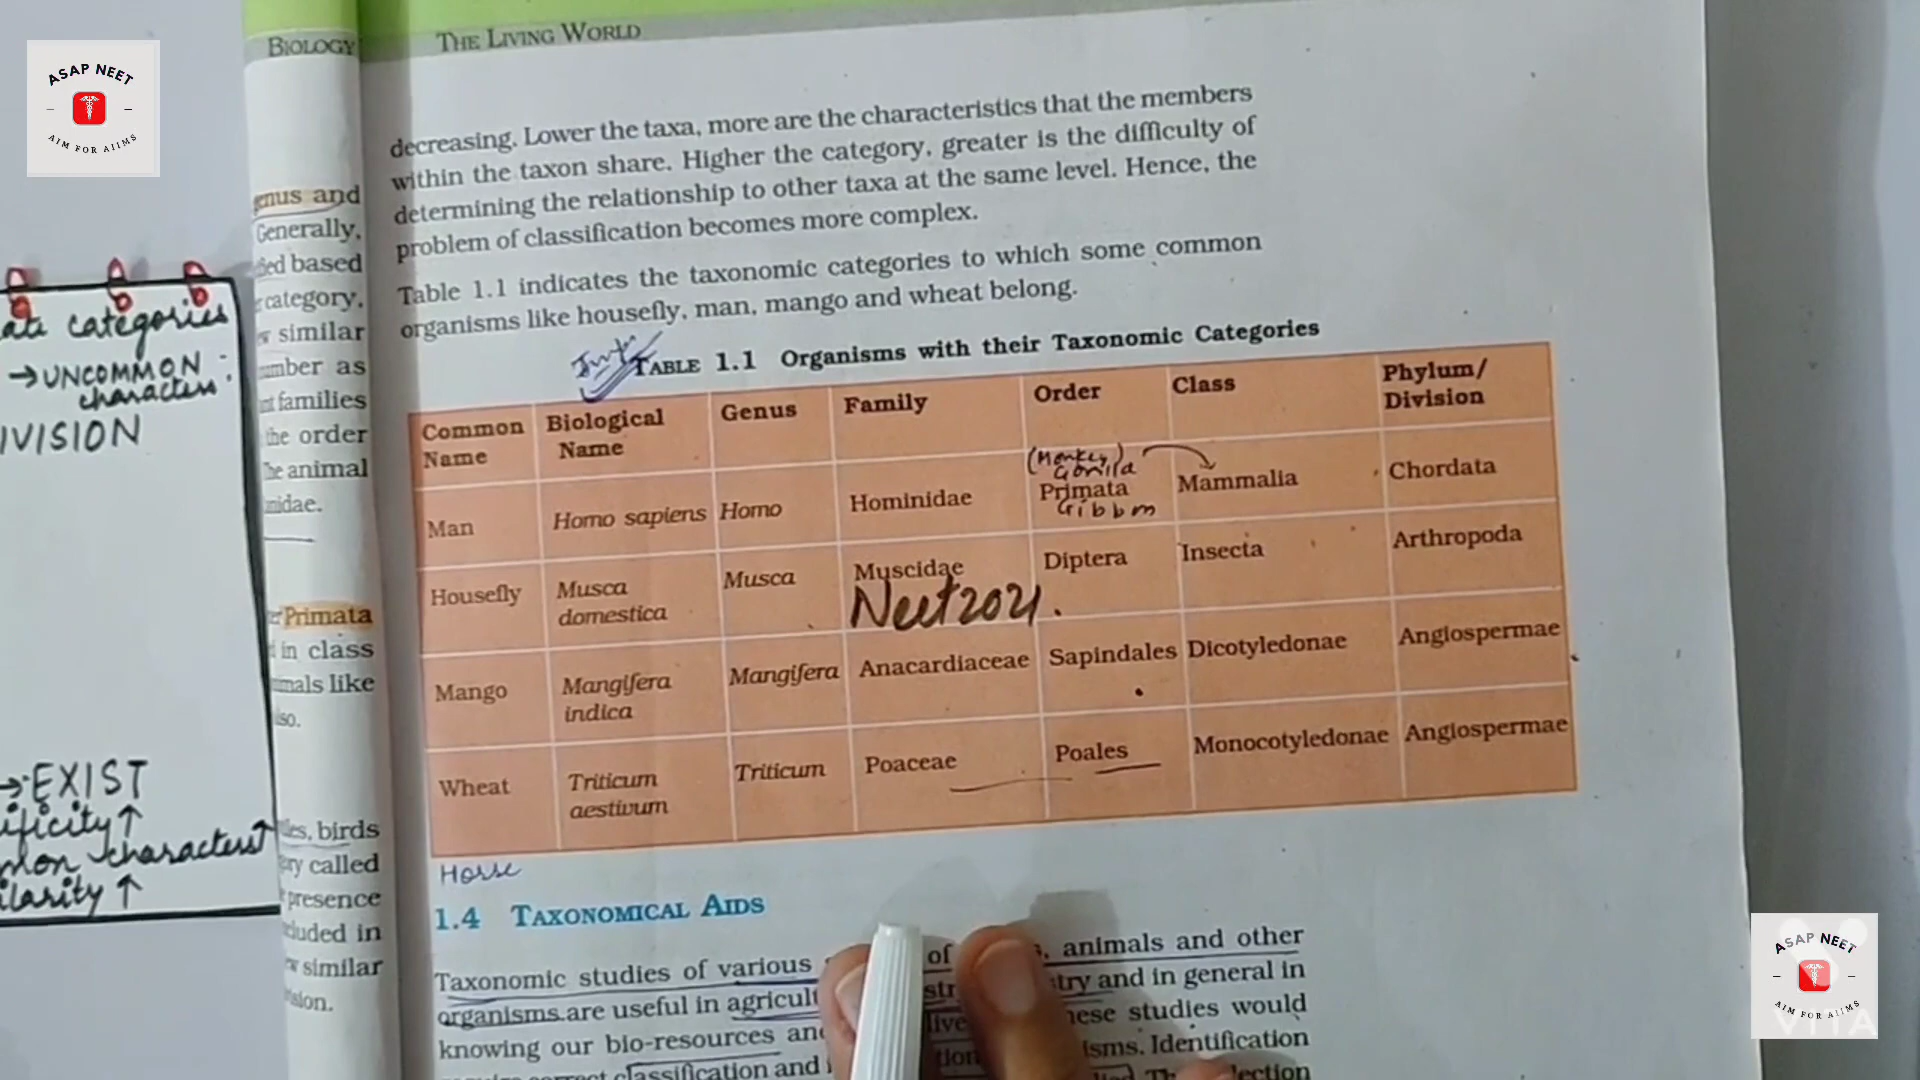 ASAP NEET
AIM FOR AIIMS
BIOLOGY
THE LIVING WORLD
genus and
Generally,
based
category,
similar
number as
families
the order
The animal
Primata
in class
animals like
birds
called
presence
included in
similar
categories
→UNCOMMON
characters
DIVISION
→EXIST
↑
characters↑
↑
decreasing. Lower the taxa, more are the characteristics that the members
within the taxon share. Higher the category, greater is the difficulty of
determining the relationship to other taxa at the same level. Hence, the
problem of classification becomes more complex.
Table 1.1 indicates the taxonomic categories to which some common
organisms like housefly, man, mango and wheat belong.
TABLE 1.1 Organisms with their Taxonomic Categories
Common Name Biological Name Genus Family Order Class Phylum/ Division
(Monkey)
Gorilla
Man Homo sapiens Homo Hominidae Primata Mammalia Chordata
Housefly Musca domestica Musca Muscidae Diptera Insecta Arthropoda
Neet2021.
Mango Mangifera indica Mangifera Anacardiaceae Sapindales Dicotyledonae Angiospermae
Wheat Triticum aestivum Triticum Poaceae Poales Monocotyledonae Angiospermae
Horse
1.4 TAXONOMICAL AIDS
Taxonomic studies of various of animals and other
organisms are useful in and in general in
knowing our bio-resources studies would
classification and Identification
ASAP NEET
AIM FOR AIIMS
VITA